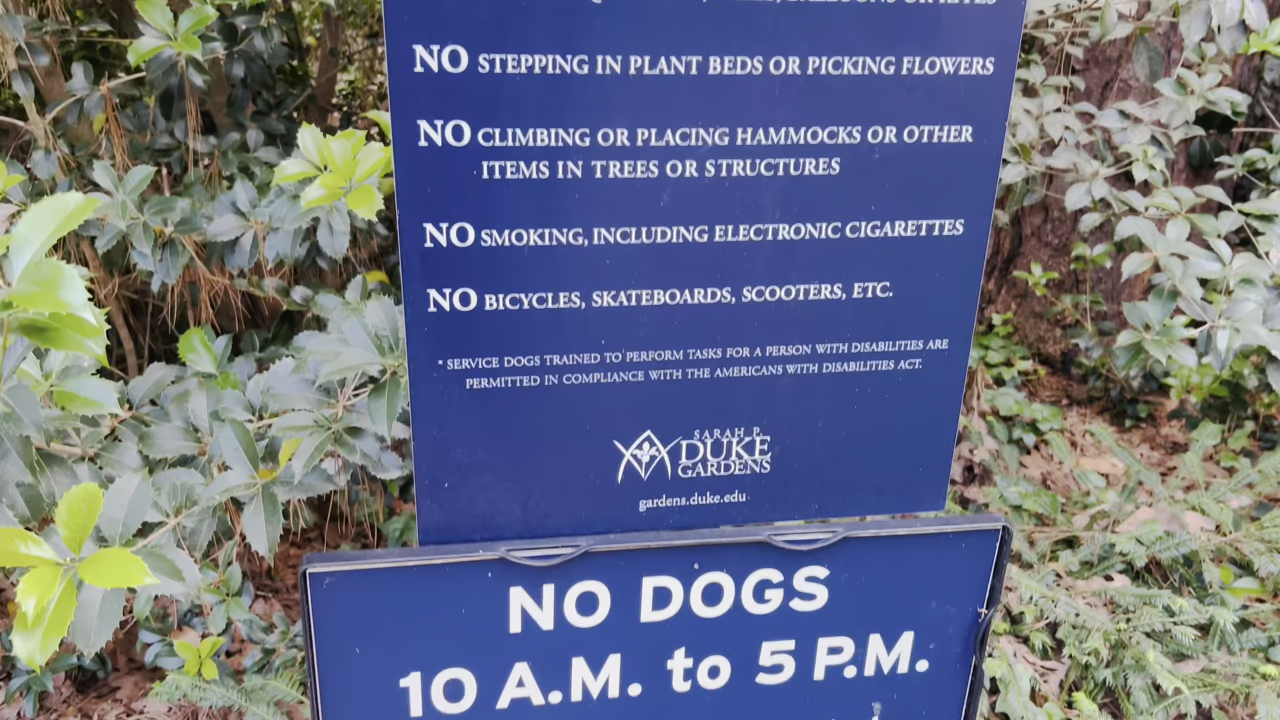 BALLOONS OR KITES
NO STEPPING IN PLANT BEDS OR PICKING FLOWERS
NO CLIMBING OR PLACING HAMMOCKS OR OTHER
ITEMS IN TREES OR STRUCTURES
NO SMOKING, INCLUDING ELECTRONIC CIGARETTES
NO BICYCLES, SKATEBOARDS, SCOOTERS, ETC.
* SERVICE DOGS TRAINED TO PERFORM TASKS FOR A PERSON WITH DISABILITIES ARE
PERMITTED IN COMPLIANCE WITH THE AMERICANS WITH DISABILITIES ACT.
SARAH P.
DUKE
GARDENS
gardens.duke.edu
NO DOGS
10 A.M. to 5 P.M.